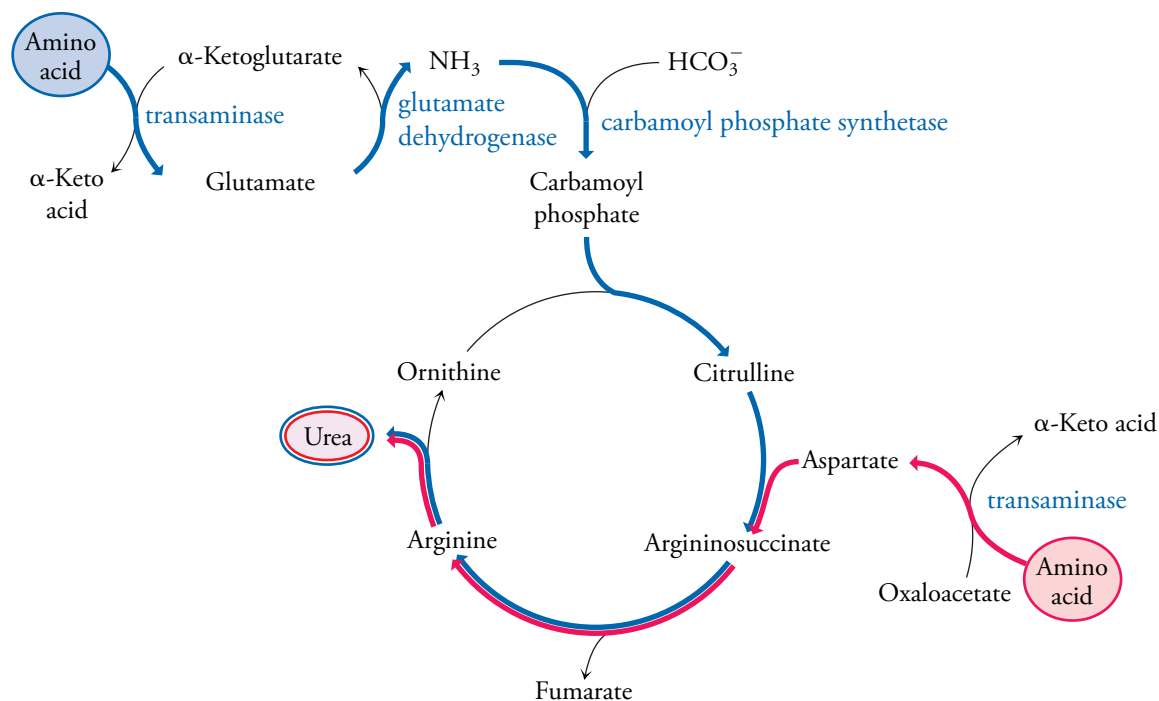 Amino
acid
α-Ketoglutarate
NH₃
HCO₃⁻
transaminase
glutamate
dehydrogenase
carbamoyl phosphate synthetase
α-Keto
acid
Glutamate
Carbamoyl
phosphate
Ornithine
Citrulline
Urea
α-Keto acid
Aspartate
transaminase
Arginine
Argininosuccinate
Amino
acid
Oxaloacetate
Fumarate